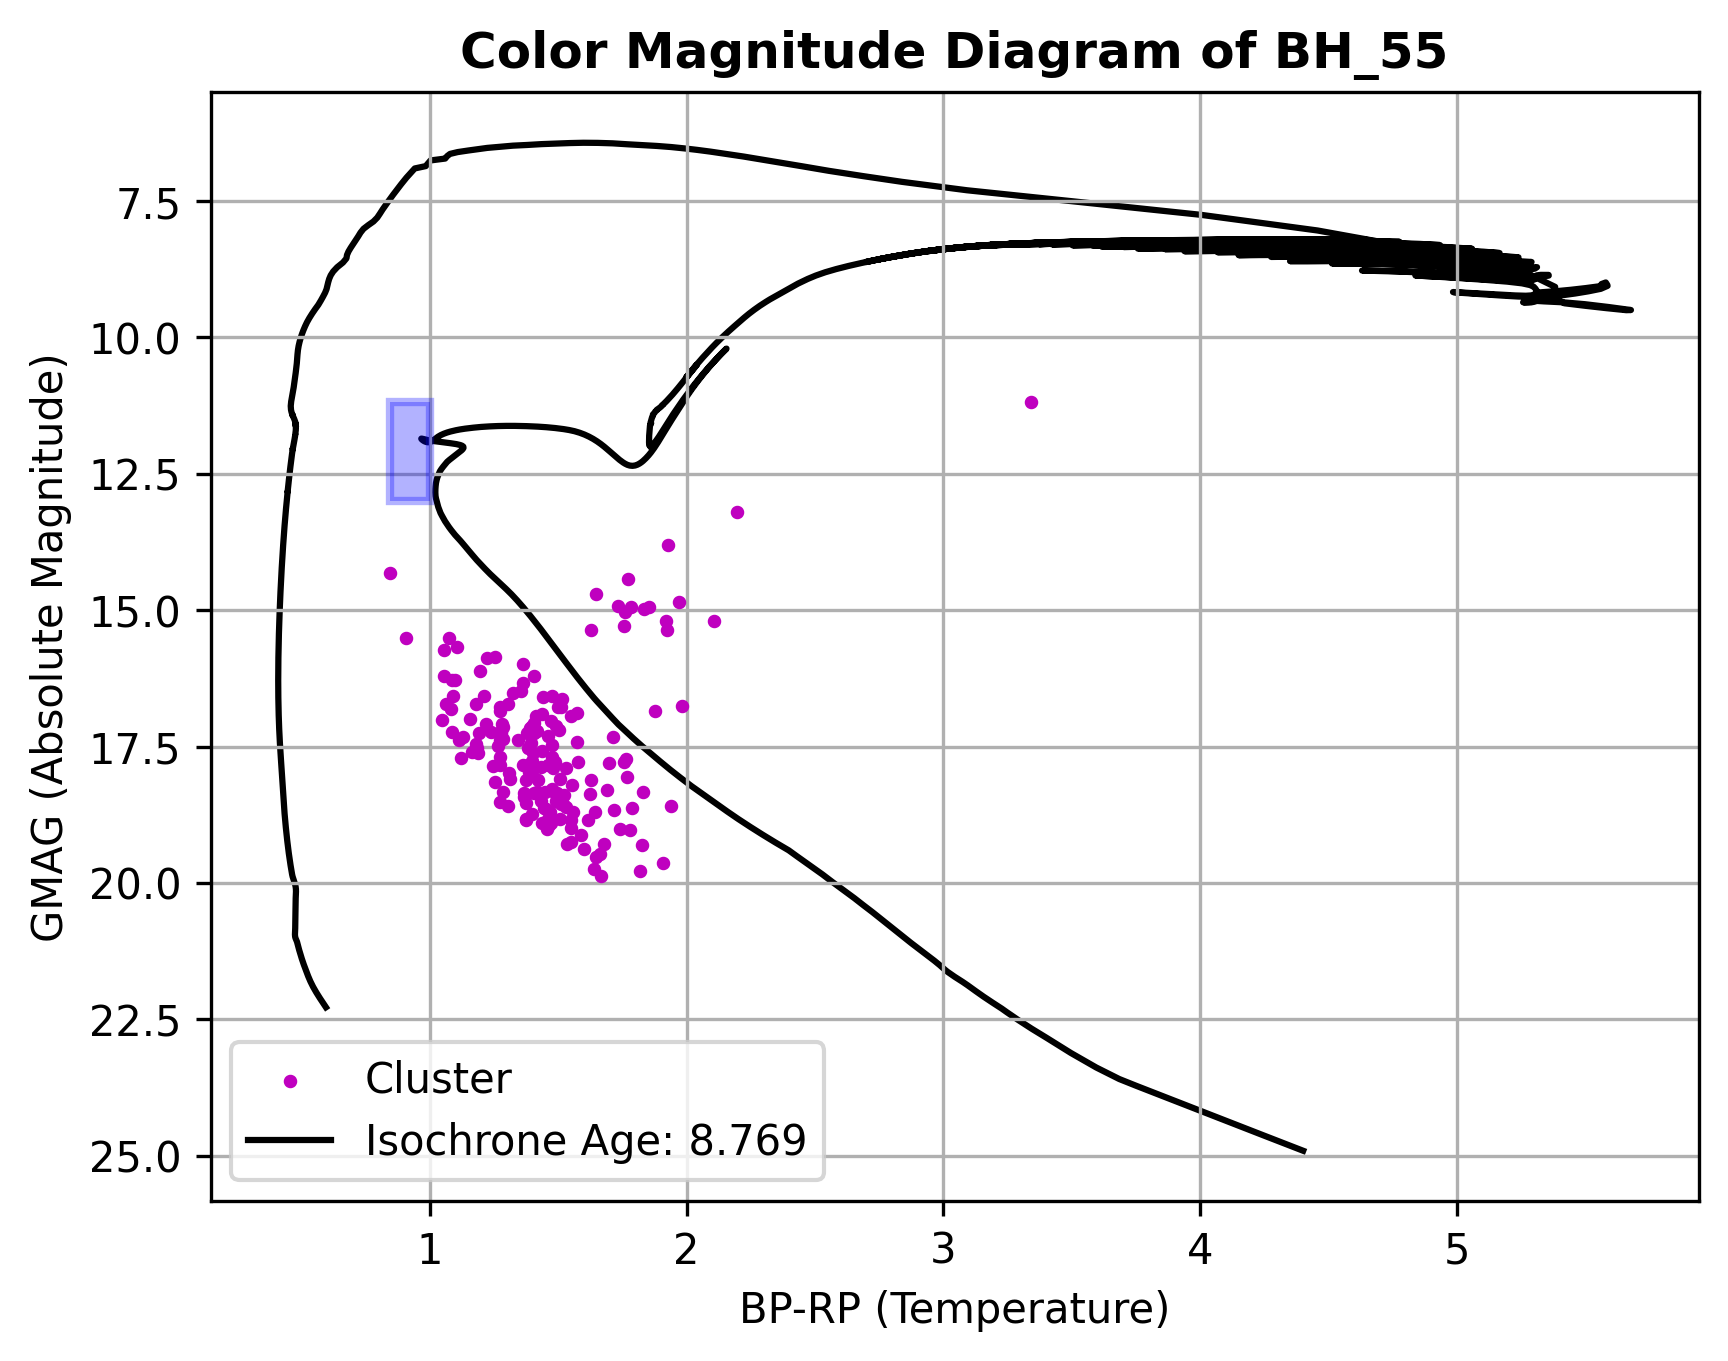 Color Magnitude Diagram of BH_55
7.5
10.0
12.5
15.0
17.5
20.0
22.5
25.0
GMAG (Absolute Magnitude)
Cluster
Isochrone Age: 8.769
1
2
3
4
5
BP-RP (Temperature)